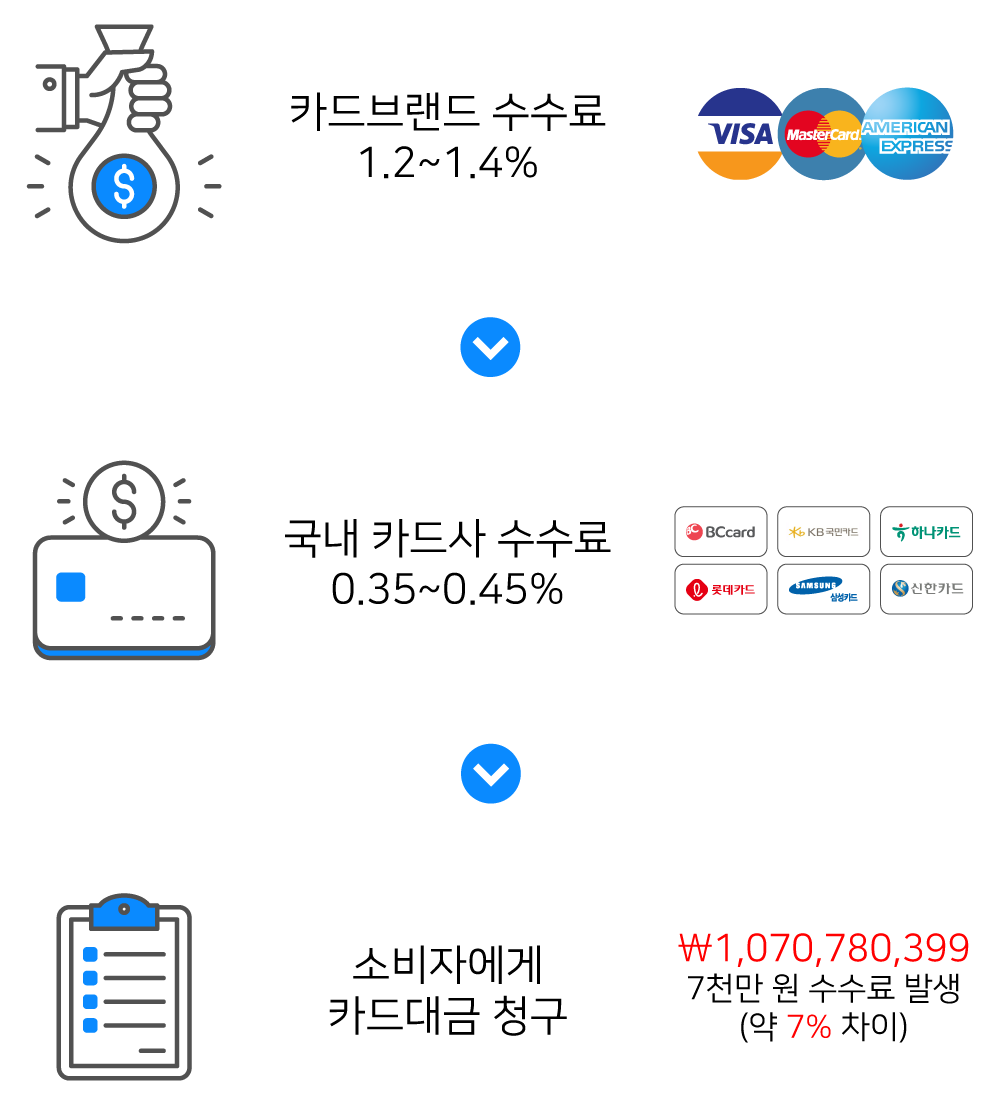 카드브랜드 수수료
1.2~1.4%
VISA
MasterCard
AMERICAN
EXPRESS
국내 카드사 수수료
0.35~0.45%
BC BCcard
Kb KB국민카드
하나카드
롯데카드
SAMSUNG
삼성카드
신한카드
소비자에게
카드대금 청구
₩1,070,780,399
7천만 원 수수료 발생
(약 7% 차이)